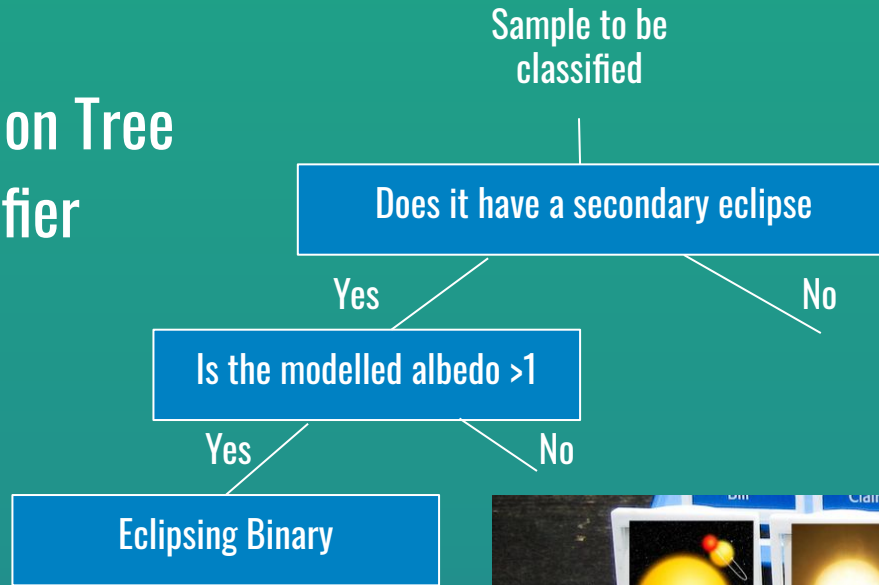 Sample to be
classified
on Tree
fier
Does it have a secondary eclipse
Yes
No
Is the modelled albedo >1
Yes
No
Eclipsing Binary